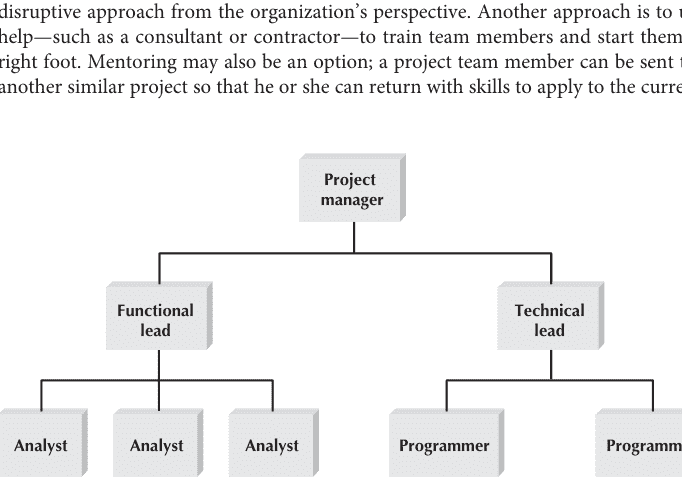 disruptive approach from the organization's perspective. Another approach is to
help—such as a consultant or contractor—to train team members and start them
right foot. Mentoring may also be an option; a project team member can be sent
another similar project so that he or she can return with skills to apply to the
Project
manager
Functional
lead
Technical
lead
Analyst
Analyst
Analyst
Programmer